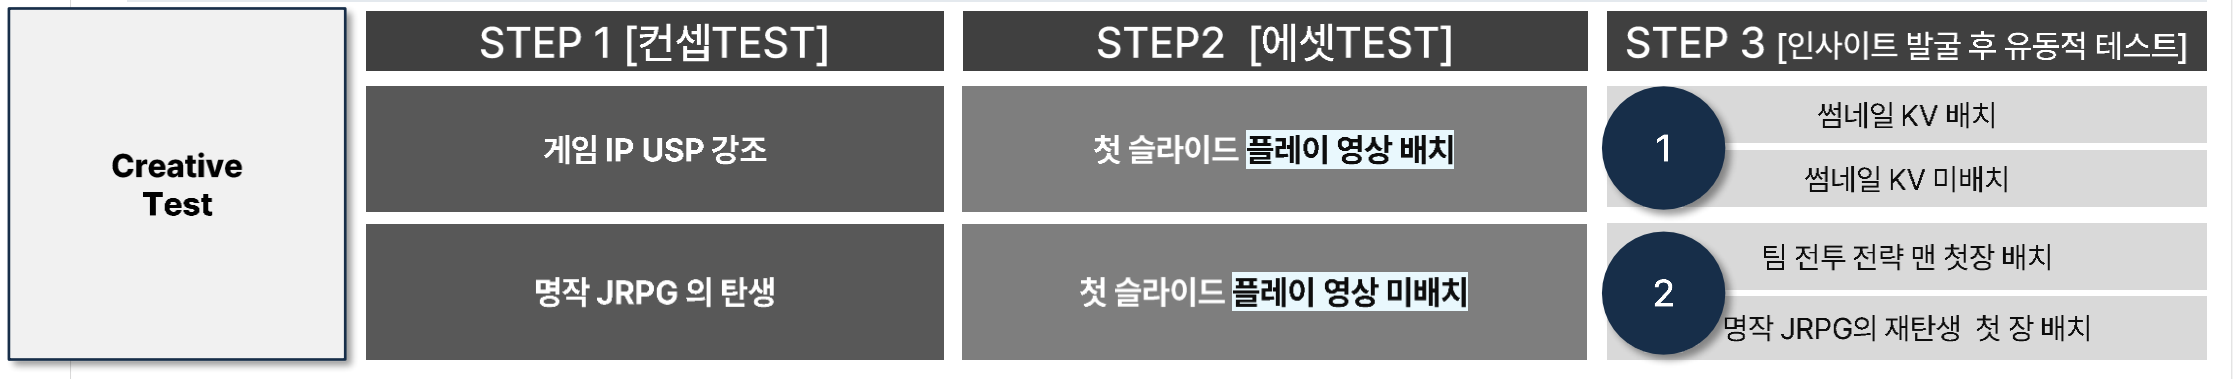 Creative
Test
STEP 1 [컨셉TEST]
게임 IP USP 강조
명작 JRPG 의 탄생
STEP2 [에셋TEST]
첫 슬라이드 플레이 영상 배치
첫 슬라이드 플레이 영상 미배치
STEP 3 [인사이트 발굴 후 유동적 테스트]
1
썸네일 KV 배치
썸네일 KV 미배치
2
팀 전투 전략 맨 첫장 배치
명작 JRPG의 재탄생 첫 장 배치